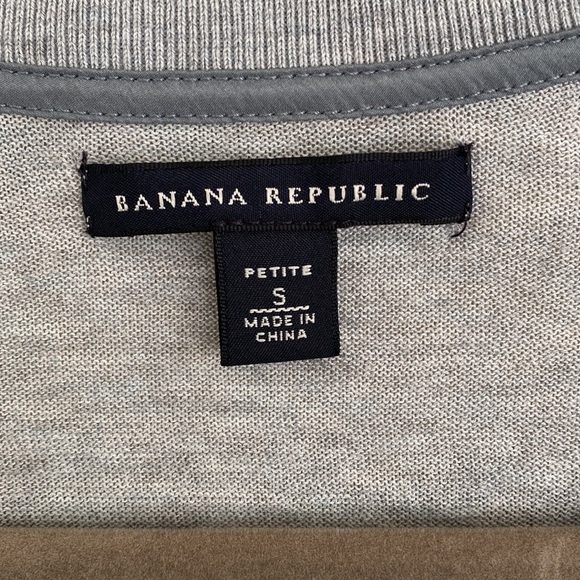 BANANA REPUBLIC
PETITE
S
MADE IN
CHINA